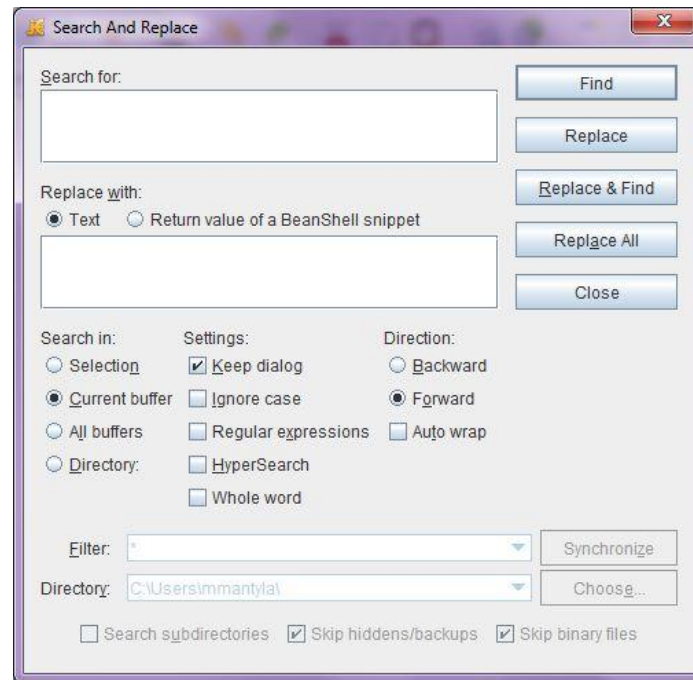 Search And Replace
Search for:
Find
Replace
Replace with:
Replace & Find
Text Return value of a BeanShell snippet
Replace All
Close
Search in: Settings: Direction:
Selection Keep dialog Backward
Current buffer Ignore case Forward
All buffers Regular expressions Auto wrap
Directory: HyperSearch
Whole word
Filter: * Synchronize
Directory: C:\Users\mmantyla\ Choose...
Search subdirectories Skip hiddens/backups Skip binary files